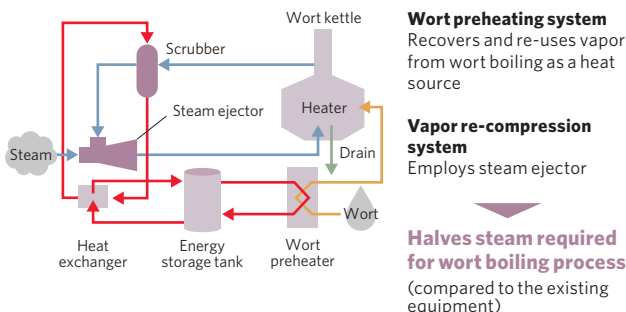 Wort kettle
Scrubber
Steam ejector
Heater
Steam
Drain
Wort
Heat
exchanger
Energy
storage tank
Wort
preheater
Wort preheating system
Recovers and re-uses vapor
from wort boiling as a heat
source
Vapor re-compression
system
Employs steam ejector
Halves steam required
for wort boiling process
(compared to the existing
equipment)